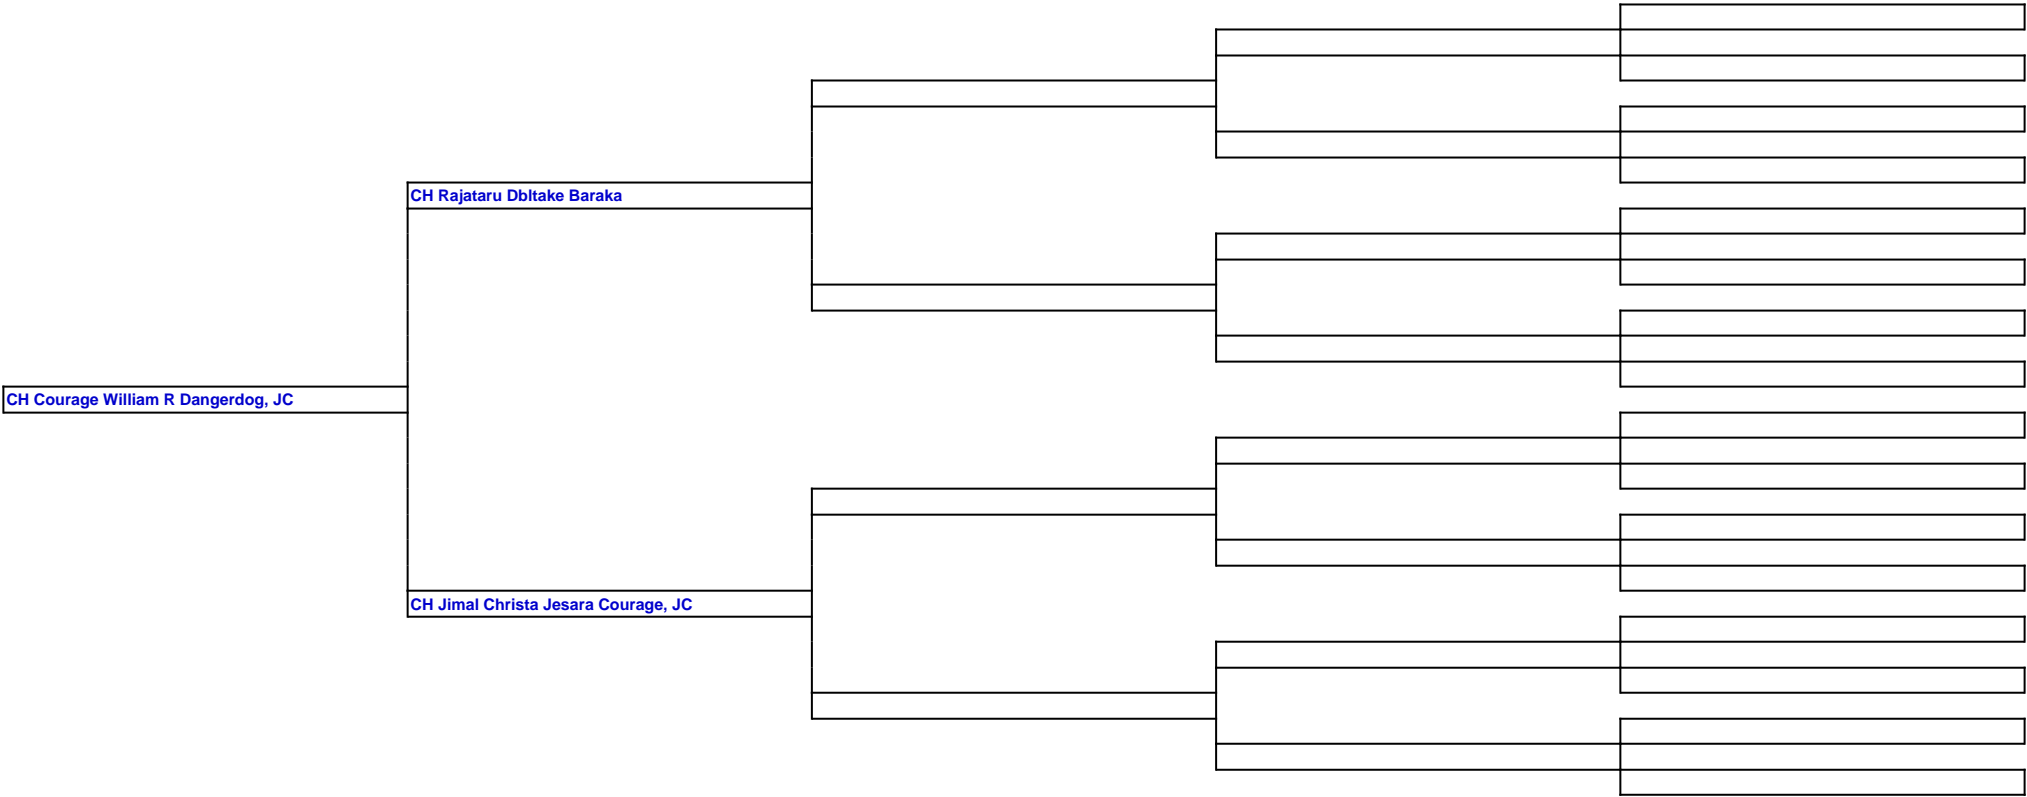 CH Rajataru Dbltake Baraka
CH Courage William R Dangerdog, JC
CH Jimal Christa Jesara Courage, JC